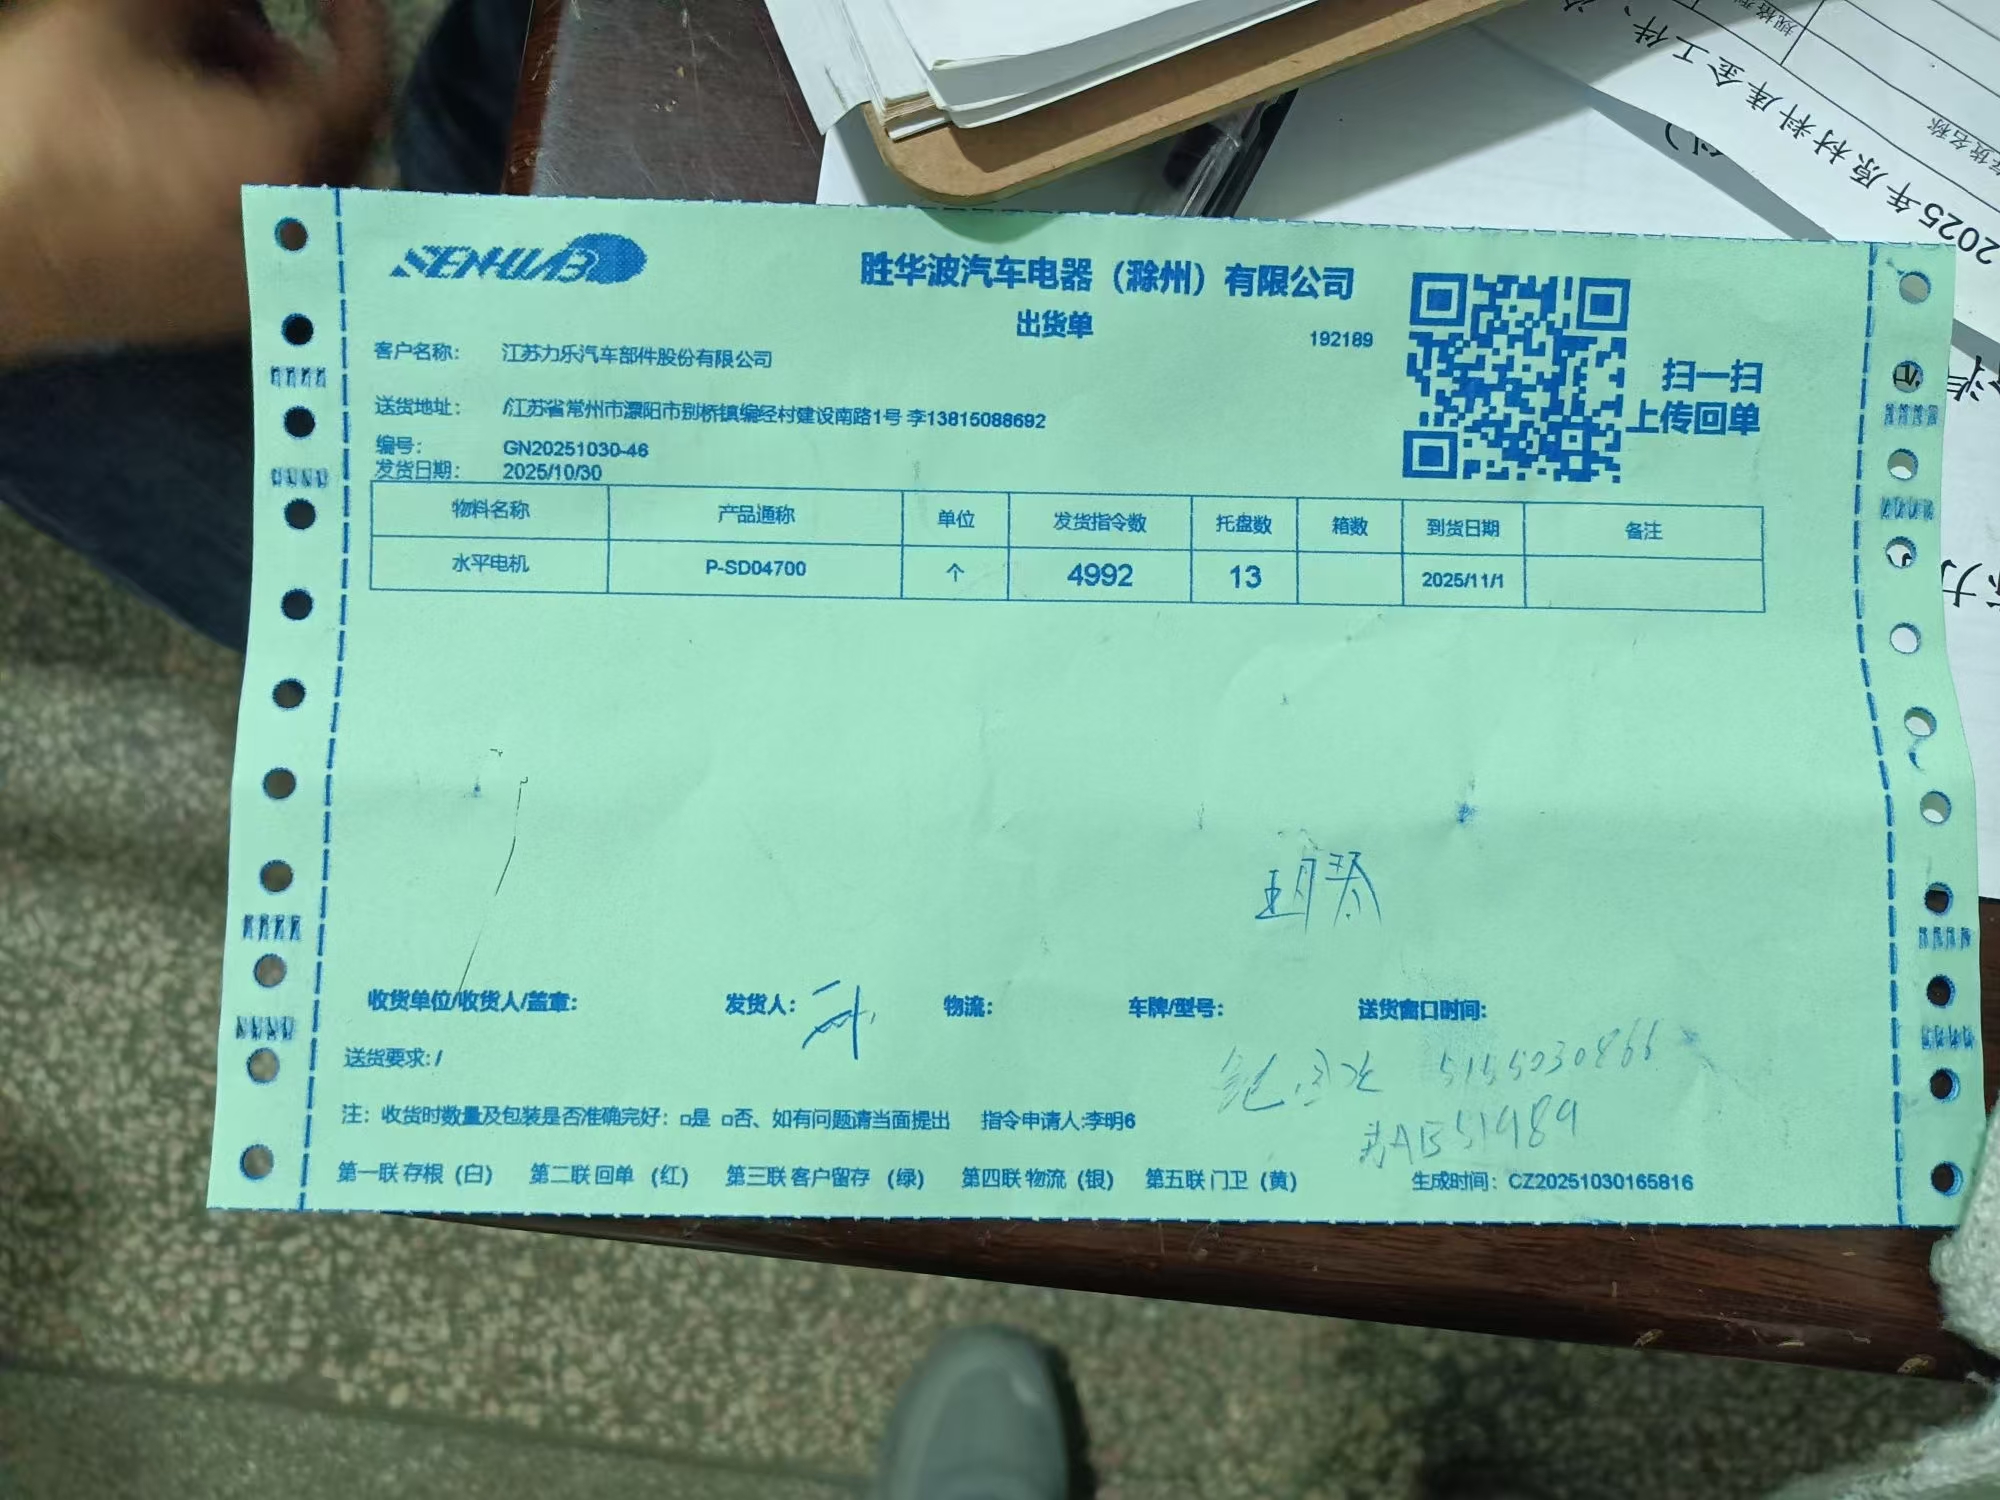 SENHUAB
胜华波汽车电器（滁州）有限公司
出货单
192189
扫一扫
上传回单
客户名称： 江苏力乐汽车部件股份有限公司
送货地址： /江苏省常州市溧阳市别桥镇编经村建设南路1号 李13815088692
编号： GN20251030-46
发货日期： 2025/10/30
物料名称 产品通称 单位 发货指令数 托盘数 箱数 到货日期 备注
水平电机 P-SD04700 个 4992 13 2025/11/1
收货单位/收货人/盖章： 发货人： 物流： 车牌/型号： 送货窗口时间：
送货要求: /
注：收货时数量及包装是否准确完好：□是 □否、如有问题请当面提出 指令申请人:李明6
第一联 存根（白） 第二联 回单（红） 第三联 客户留存（绿） 第四联 物流（银） 第五联 门卫（黄） 生成时间：CZ20251030165816
2025年原材料库金工件、
规格